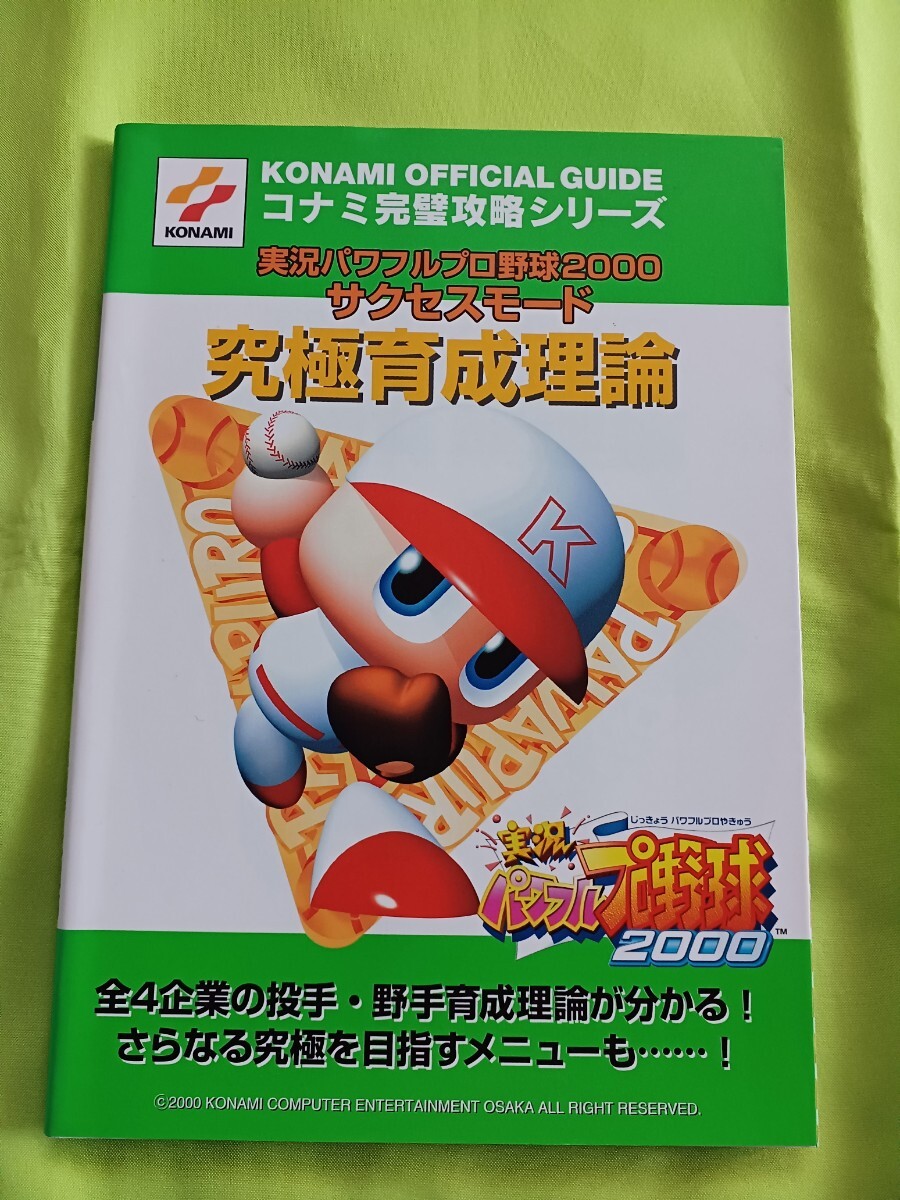 KONAMI
KONAMI OFFICIAL GUIDE
コナミ完璧攻略シリーズ
実況パワフルプロ野球2000
サクセスモード
究極育成理論
K
じっきょう パワフルプロやきゅう
実況
パワフル
プロ野球
2000
TM
全4企業の投手・野手育成理論が分かる!
さらなる究極を目指すメニューも……!
©2000 KONAMI COMPUTER ENTERTAINMENT OSAKA ALL RIGHT RESERVED.